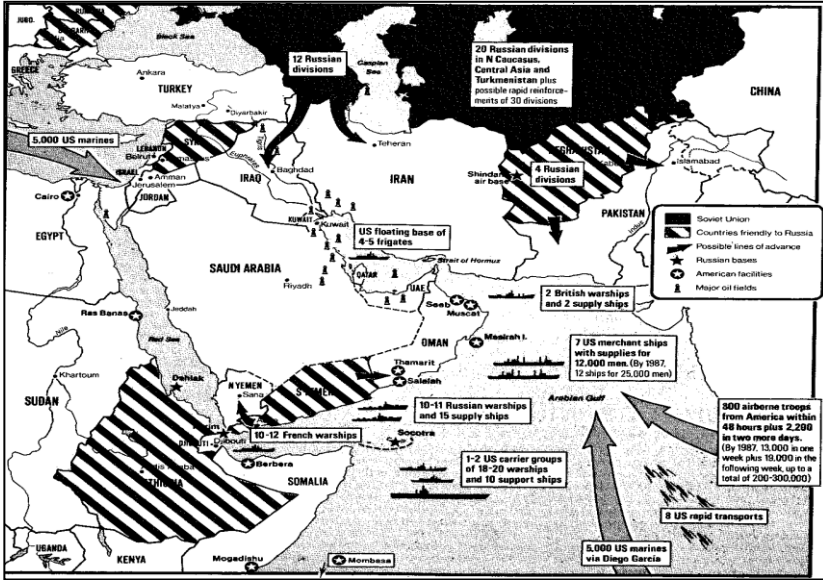 JUGO.
Black Sea
GREECE
Ankara
TURKEY
Malatya
Diyarbakir
Caspian
Sea
12 Russian
divisions
20 Russian divisions
in N Caucasus,
Central Asia and
Turkmenistan plus
possible rapid reinforce-
ments of 30 divisions
CHINA
5,000 US marines
LEBANON
Beirut
ISRAEL
Jerusalem
Amman
JORDAN
Tigris
Euphrates
Baghdad
IRAQ
Teheran
IRAN
AFGHANISTAN
Shindand
air base
4 Russian
divisions
Islamabad
PAKISTAN
Indus
Cairo
EGYPT
KUWAIT
Kuwait
US floating base of
4-5 frigates
Strait of Hormuz
SAUDI ARABIA
Riyadh
QATAR
UAE
Soviet Union
Countries friendly to Russia
Possible lines of advance
Russian bases
American facilities
Major oil fields
Seeb
Muscat
2 British warships
and 2 supply ships
Ras Banas
Jeddah
Nile
Red Sea
OMAN
Masirah I.
Thamarit
Salalah
7 US merchant ships
with supplies for
12,000 men. (By 1987,
12 ships for 25,000 men)
Khartoum
SUDAN
Dahlak
N YEMEN
Sana
S YEMEN
Arabian Gulf
10-11 Russian warships
and 15 supply ships
300 airborne troops
from America within
48 hours plus 2,200
in two more days.
(By 1987, 13,000 in one
week plus 19,000 in the
following week, up to a
total of 200-300,000)
DJIBOUTI
Djibouti
10-12 French warships
Socotra
Berbera
1-2 US carrier groups
of 18-20 warships
and 10 support ships
Addis Ababa
ETHIOPIA
SOMALIA
8 US rapid transports
UGANDA
KENYA
Mogadishu
Mombasa
5,000 US marines
via Diego Garcia